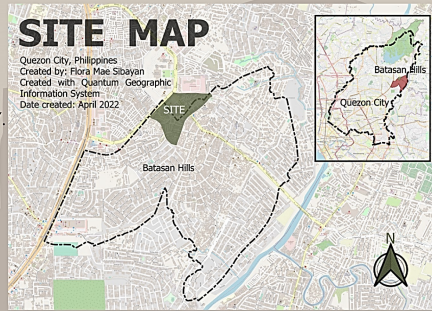 SITE MAP
Quezon City, Philippines
Created by: Flora Mae Sibayan
Created with Quantum Geographic
Information System
Date created: April 2022
SITE
Batasan Hills
Batasan Hills
Quezon City
N